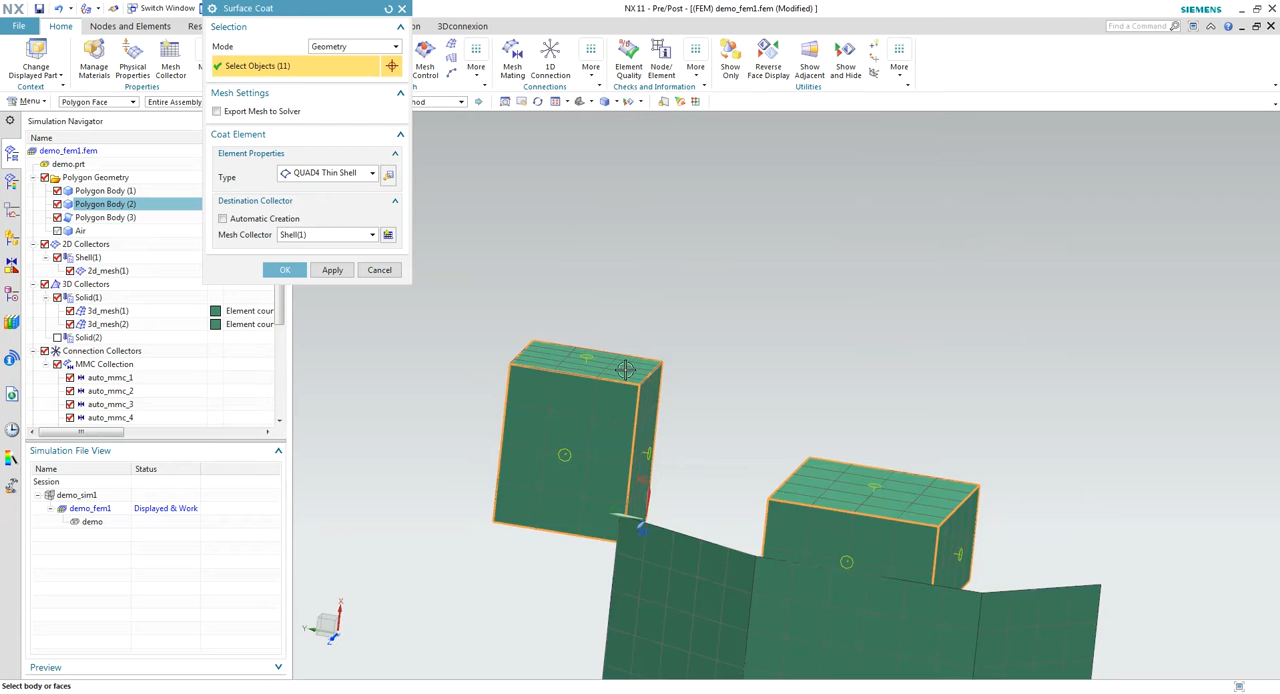 NX
Switch Window
NX 11 - Pre/Post - [(FEM) demo_fem1 (Modified) ]
SIEMENS
File Home Nodes and Elements Res 3Dconnexion
Find a Command
Change Displayed Part
Manage Materials
Physical Properties
Mesh Collector
Mesh Control
More
Mesh Mating
1D Connection
More
Element Quality
Node/ Element
More
Show Only
Reverse Face Display
Show Adjacent
Show and Hide
More
Context Properties Connections Checks and Information Utilities
Menu Polygon Face Entire Assembly
Surface Coat
Selection
Mode Geometry
Select Objects (11)
Mesh Settings
Export Mesh to Solver
Coat Element
Element Properties
Type QUAD4 Thin Shell
Destination Collector
Automatic Creation
Mesh Collector Shell(1)
OK Apply Cancel
Simulation Navigator
Name
demo_fem1.fem
demo.prt
Polygon Geometry
Polygon Body (1)
Polygon Body (2)
Polygon Body (3)
Air
2D Collectors
Shell(1)
2d_mesh(1)
3D Collectors
Solid(1)
3d_mesh(1) Element cour
3d_mesh(2) Element cour
Solid(2)
Connection Collectors
MMC Collection
auto_mmc_1
auto_mmc_2
auto_mmc_3
auto_mmc_4
Simulation File View
Name Status
Session
demo_sim1
demo_fem1 Displayed & Work
demo
X
Y
Z
Preview
Select body or faces